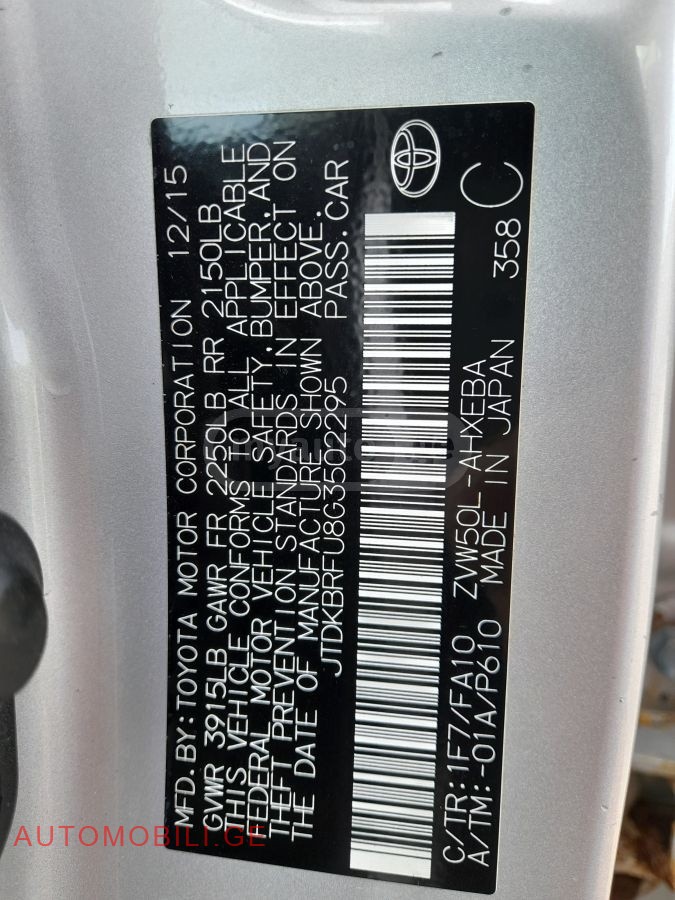 MFD.BY:TOYOTA MOTOR CORPORATION 12/15
GVWR 3915LB GAWR FR 2250LB RR 2150LB
THIS VEHICLE CONFORMS TO ALL APPLICABLE
FEDERAL MOTOR VEHICLE SAFETY,BUMPER,AND
THEFT PREVENTION STANDARDS IN EFFECT ON
THE DATE OF MANUFACTURE SHOWN ABOVE.
JTDKBRFU8G3502295 PASS.CAR
C/TR:1F7/FA10 ZVW50L-AHXEBA
A/TM:-01A/P610 MADE IN JAPAN 358 C
AUTOMOBILI.GE